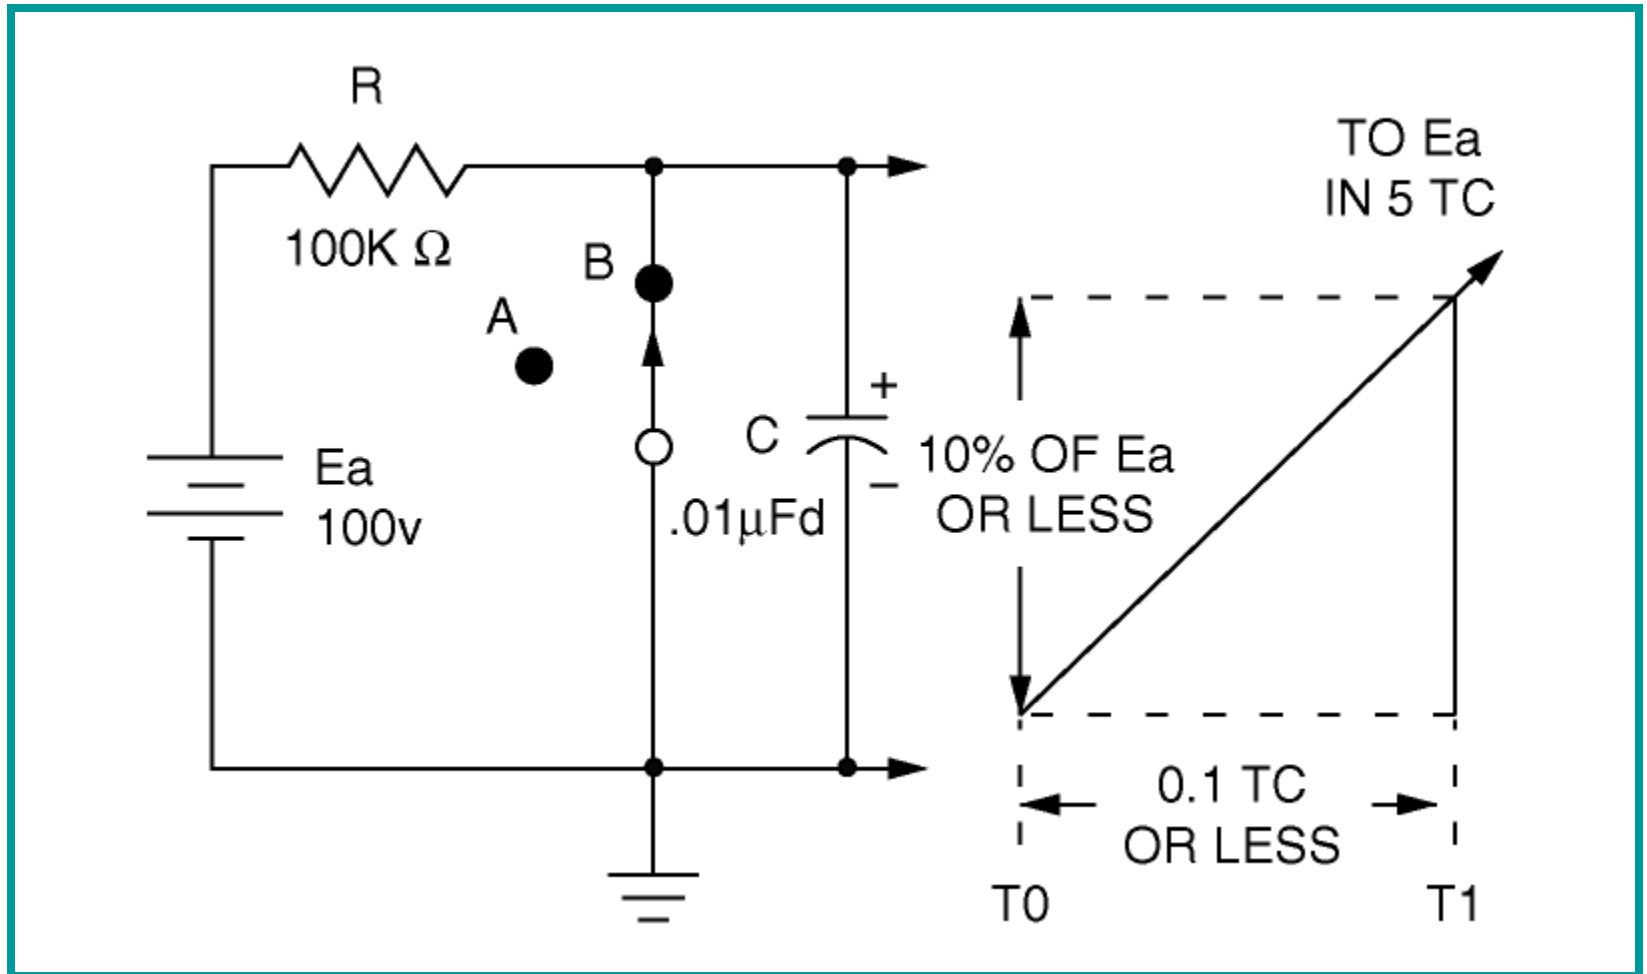 R
100K Ω
B
A
Ea
100v
C
+
−
.01µFd
TO Ea
IN 5 TC
10% OF Ea
OR LESS
0.1 TC
OR LESS
T0
T1